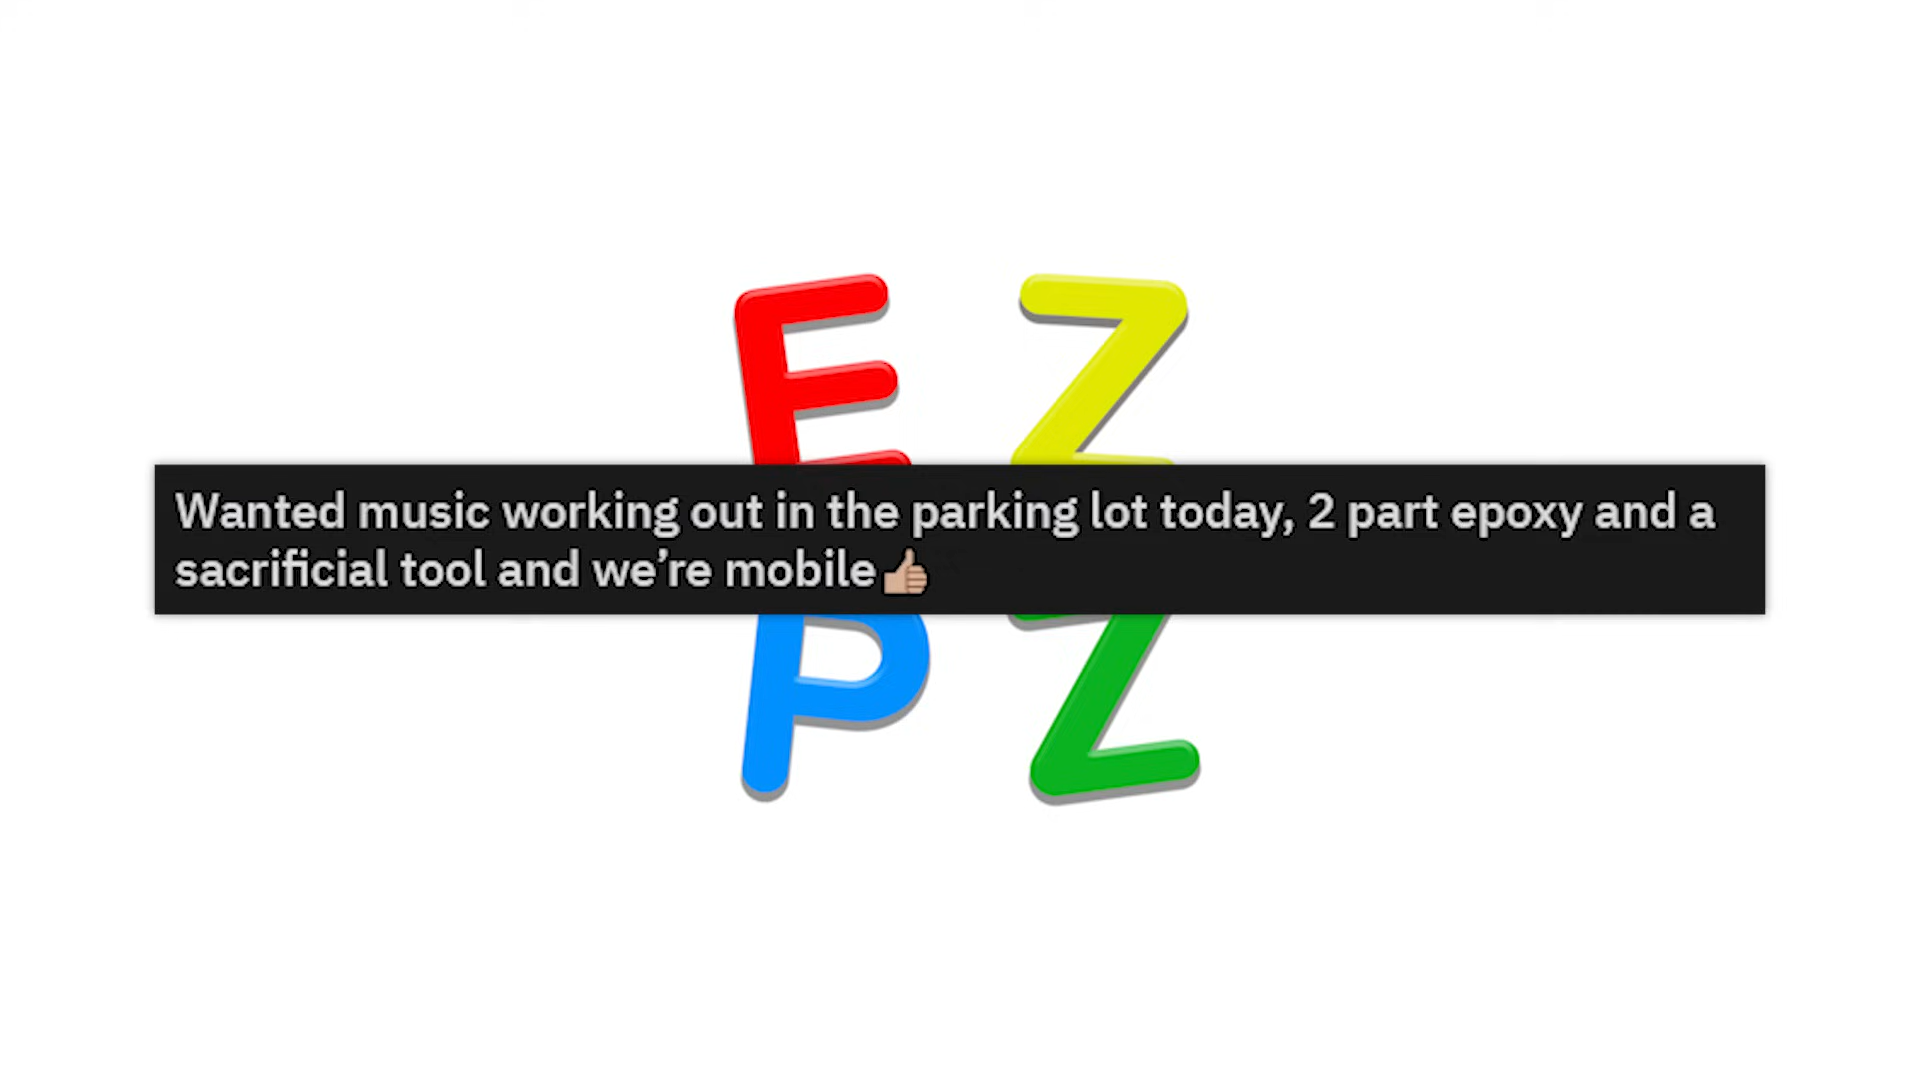 E Z
Wanted music working out in the parking lot today, 2 part epoxy and a
sacrificial tool and we’re mobile👍🏼
P Z